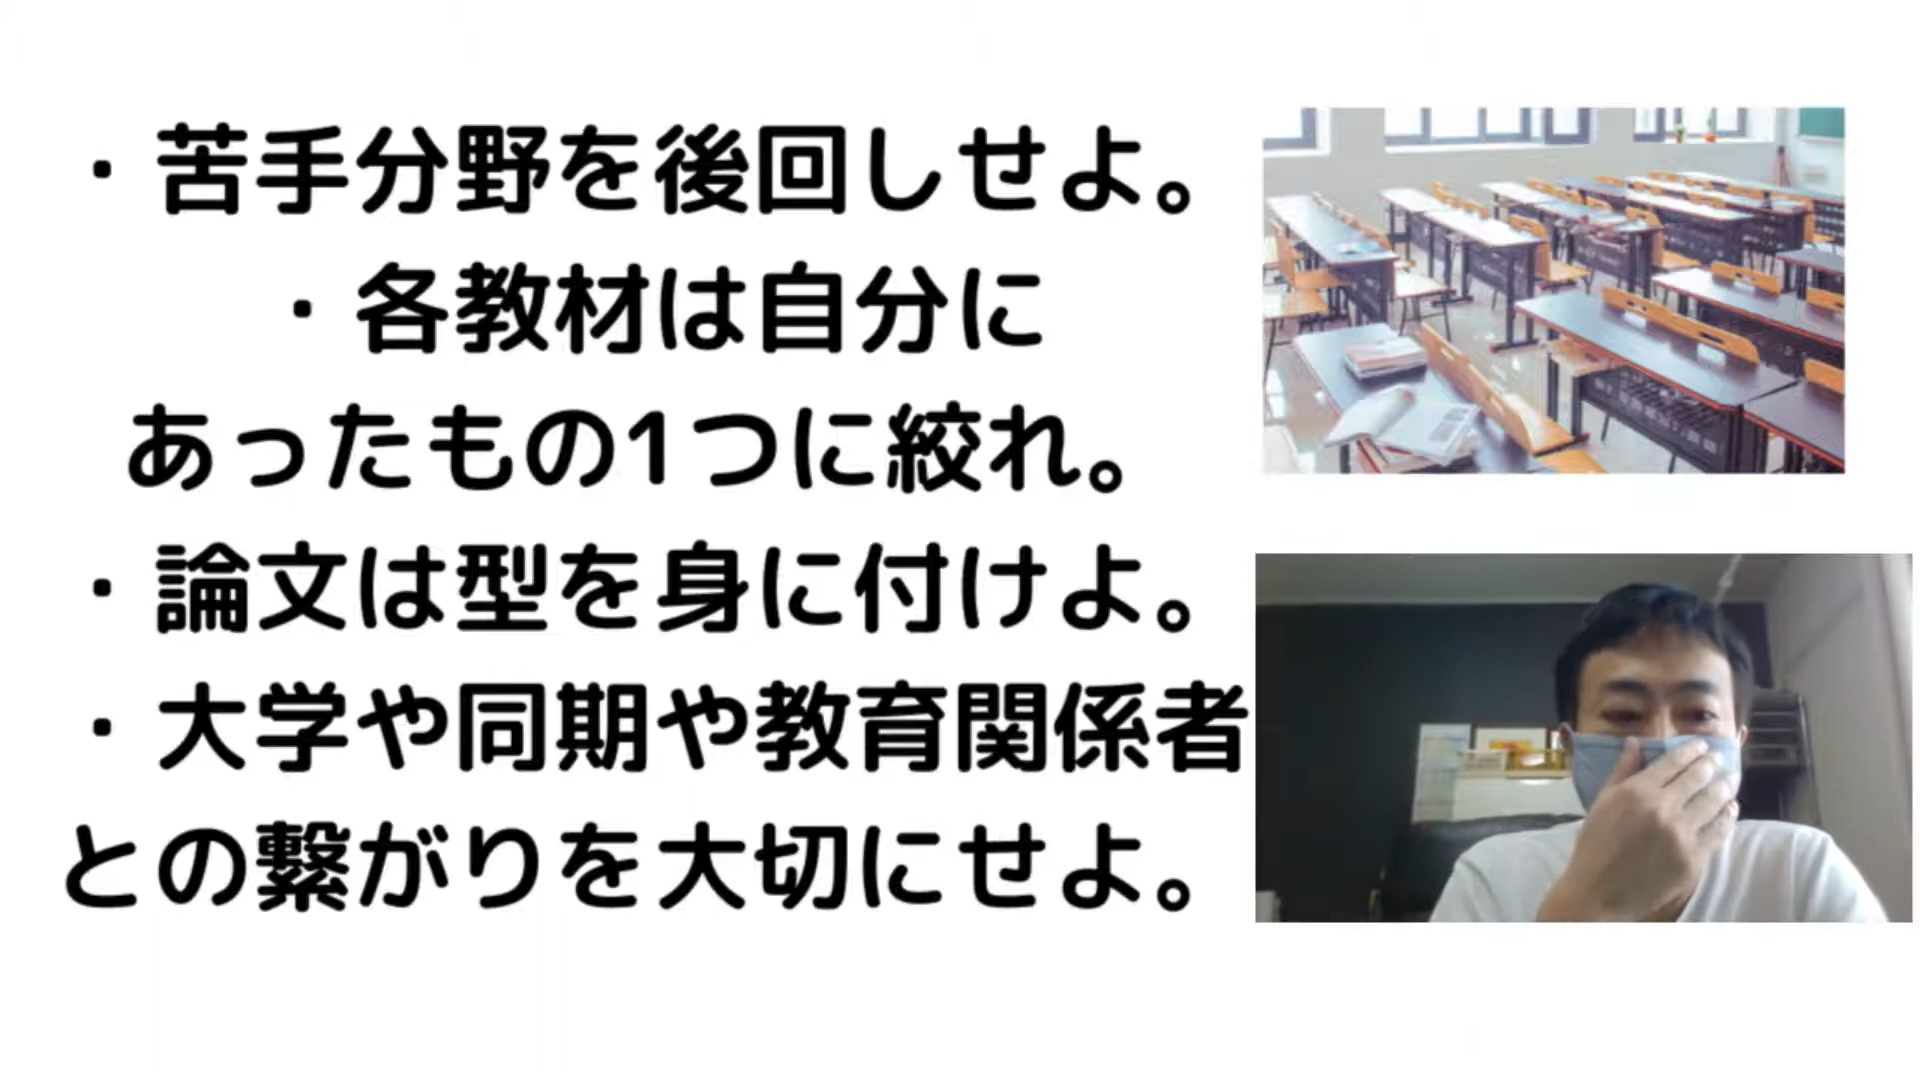 ・苦手分野を後回しせよ。
・各教材は自分に
あったもの1つに絞れ。
・論文は型を身に付けよ。
・大学や同期や教育関係者
との繋がりを大切にせよ。